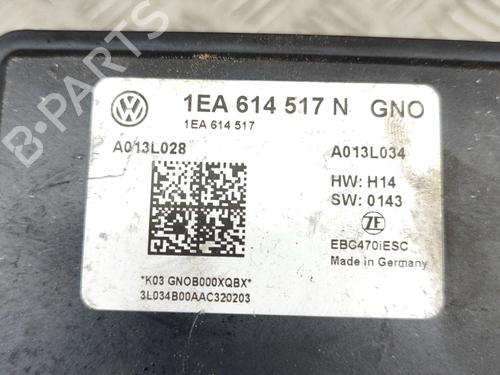 1EA 614 517 N GNO
1EA 614 517
A013L028 A013L034
HW: H14
SW: 0143
ZF
EBC470iESC
Made in Germany
*K03 GNOB000XQBX*
3L034B00AAC320203
B-PARTS